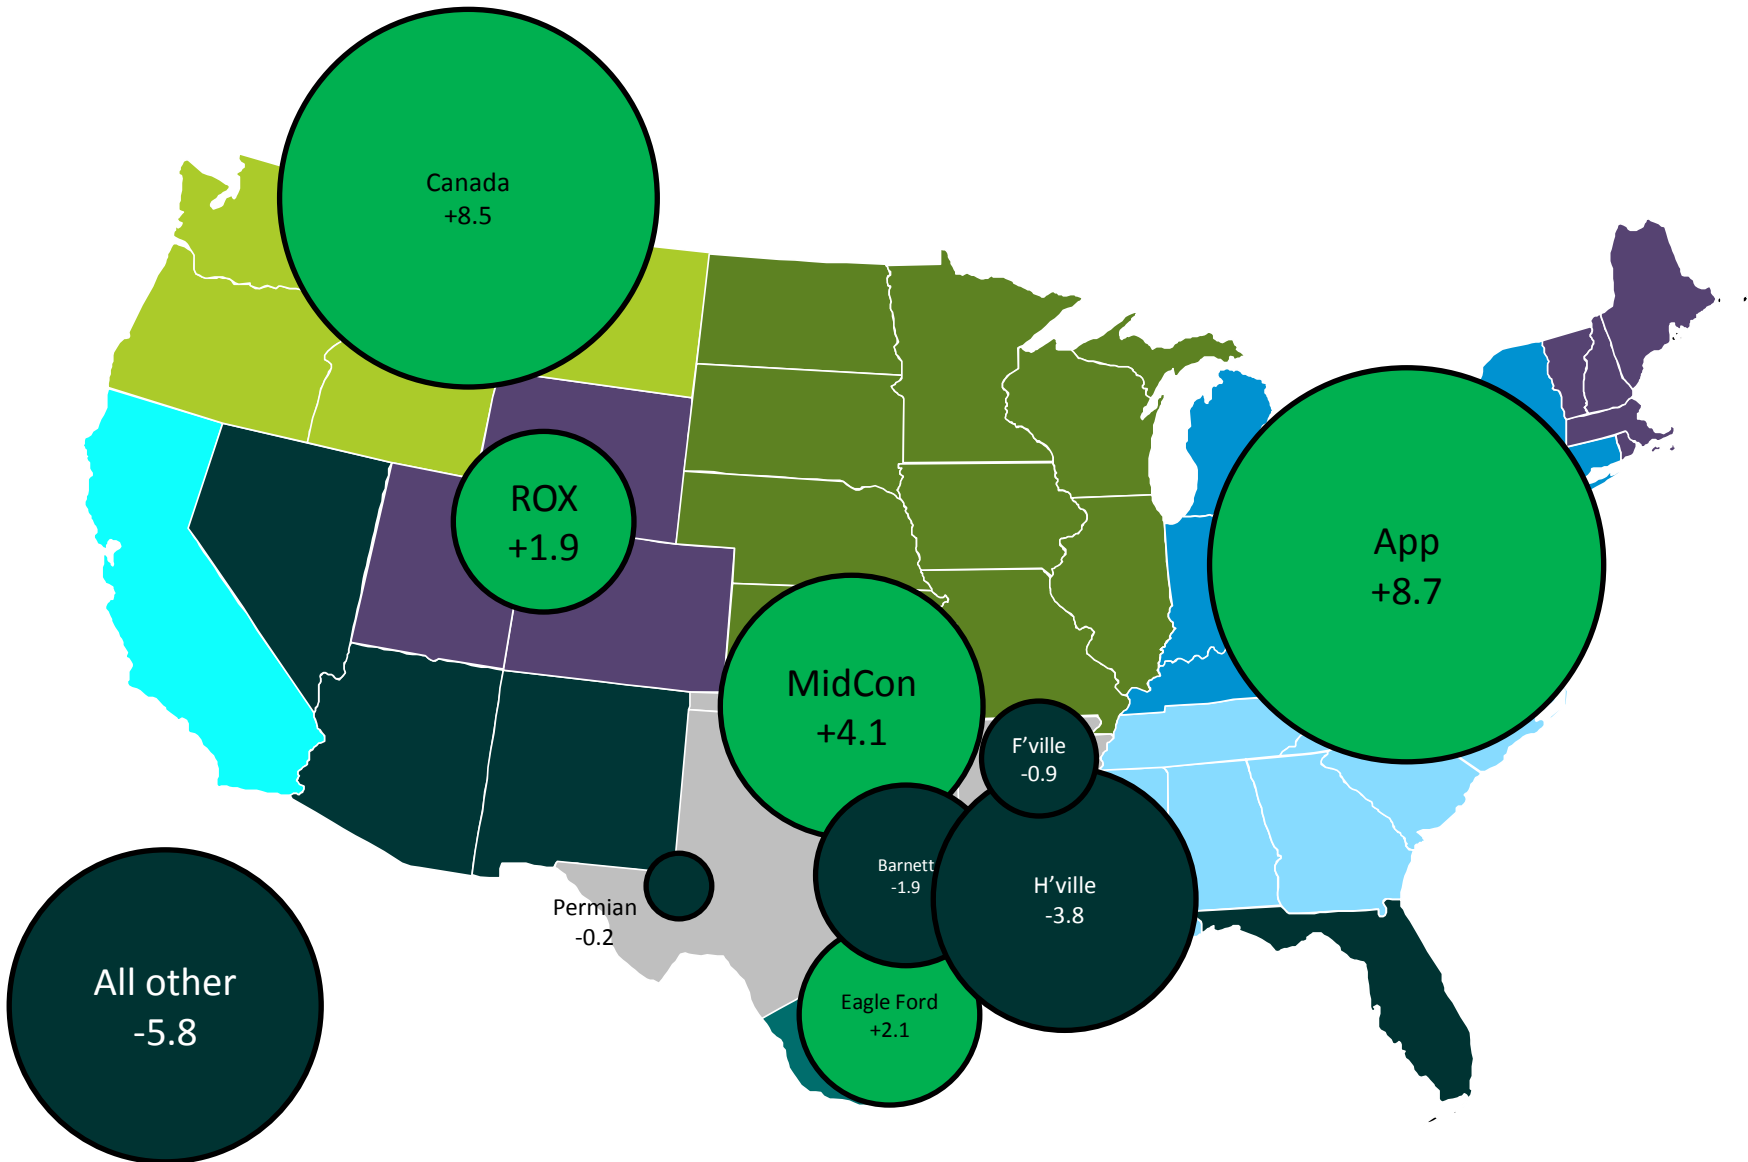 Canada
+8.5
ROX
+1.9
App
+8.7
MidCon
+4.1
F'ville
-0.9
Barnett
-1.9
H'ville
-3.8
Permian
-0.2
All other
-5.8
Eagle Ford
+2.1